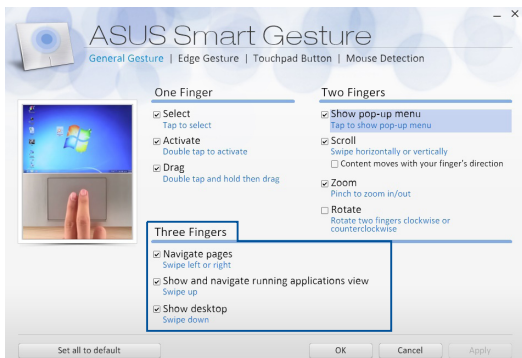 ASUS Smart Gesture
General Gesture | Edge Gesture | Touchpad Button | Mouse Detection
One Finger
Select
Tap to select
Activate
Double tap to activate
Drag
Double tap and hold then drag
Two Fingers
Show pop-up menu
Tap to show pop-up menu
Scroll
Swipe horizontally or vertically
Content moves with your finger's direction
Zoom
Pinch to zoom in/out
Rotate
Rotate two fingers clockwise or
counterclockwise
Three Fingers
Navigate pages
Swipe left or right
Show and navigate running applications view
Swipe up
Show desktop
Swipe down
Set all to default
OK
Cancel
Apply